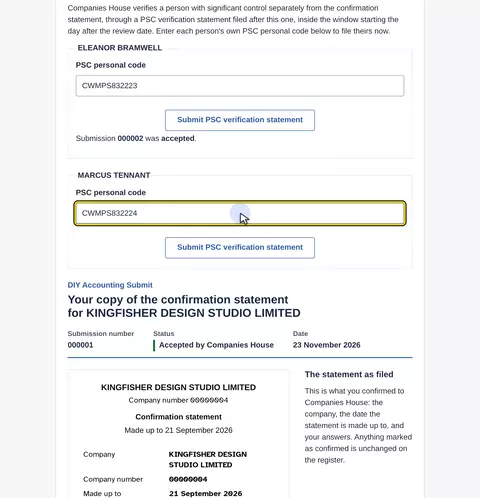 Companies House verifies a person with significant control separately from the confirmation
statement, through a PSC verification statement filed after this one, inside the window starting the
day after the review date. Enter each person's own PSC personal code below to file theirs now.
ELEANOR BRAMWELL
PSC personal code
CWMPS832223
Submit PSC verification statement
Submission 000002 was accepted.
MARCUS TENNANT
PSC personal code
CWMPS832224
Submit PSC verification statement
DIY Accounting Submit
Your copy of the confirmation statement
for KINGFISHER DESIGN STUDIO LIMITED
Submission number
000001
Status
Accepted by Companies House
Date
23 November 2026
KINGFISHER DESIGN STUDIO LIMITED
Company number 00000004
Confirmation statement
Made up to 21 September 2026
Company KINGFISHER DESIGN
STUDIO LIMITED
Company number 00000004
Made up to 21 September 2026
The statement as filed
This is what you confirmed to
Companies House: the
company, the date the
statement is made up to, and
your answers. Anything marked
as confirmed is unchanged on
the register.